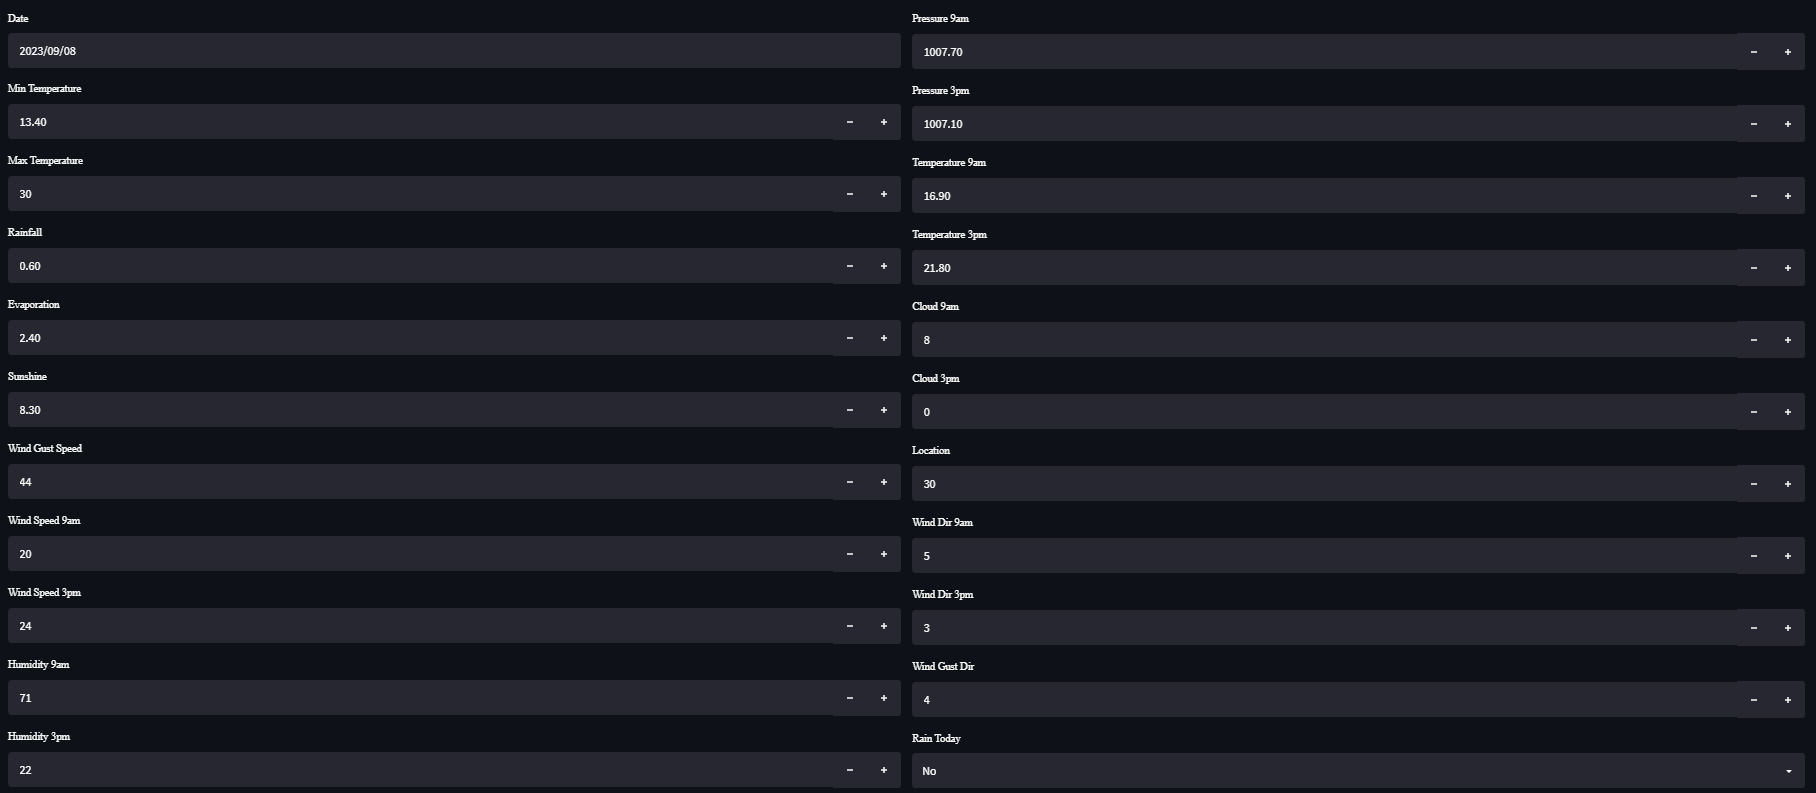 Date
2023/09/08
Min Temperature
13.40
Max Temperature
30
Rainfall
0.60
Evaporation
2.40
Sunshine
8.30
Wind Gust Speed
44
Wind Speed 9am
20
Wind Speed 3pm
24
Humidity 9am
71
Humidity 3pm
22
Pressure 9am
1007.70
Pressure 3pm
1007.10
Temperature 9am
16.90
Temperature 3pm
21.80
Cloud 9am
8
Cloud 3pm
0
Location
30
Wind Dir 9am
5
Wind Dir 3pm
3
Wind Gust Dir
4
Rain Today
No